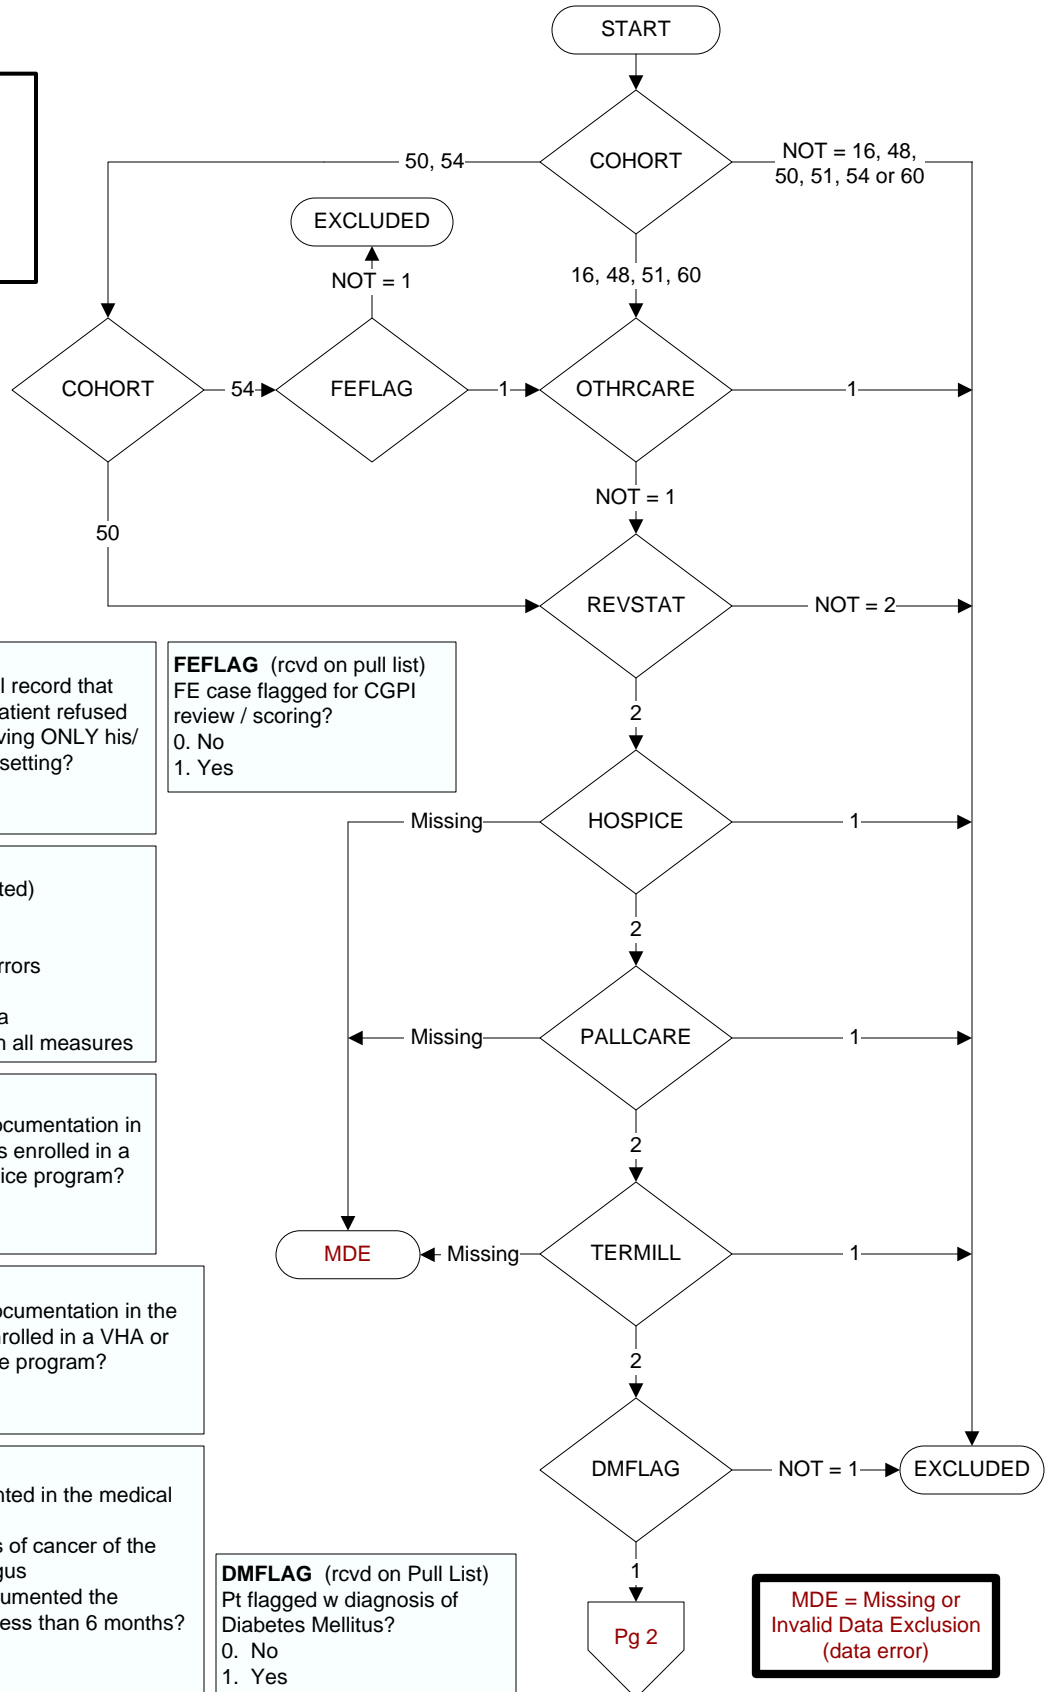 START
COHORT
50, 54
NOT = 16, 48,
50, 51, 54 or 60
EXCLUDED
NOT = 1
16, 48, 51, 60
COHORT
54
FEFLAG
1
OTHRCARE
1
NOT = 1
50
REVSTAT
NOT = 2
l record that
atient refused
ving ONLY his/
setting?
FEFLAG (rcvd on pull list)
FE case flagged for CGPI
review / scoring?
0. No
1. Yes
2
Missing
HOSPICE
1
ted)
rrors
a
n all measures
2
Missing
PALLCARE
1
ocumentation in
s enrolled in a
ice program?
2
MDE
Missing
TERMILL
1
ocumentation in the
nrolled in a VHA or
e program?
2
DMFLAG
NOT = 1
EXCLUDED
nted in the medical
s of cancer of the
gus
umented the
ess than 6 months?
DMFLAG (rcvd on Pull List)
Pt flagged w diagnosis of
Diabetes Mellitus?
0. No
1. Yes
1
Pg 2
MDE = Missing or
Invalid Data Exclusion
(data error)